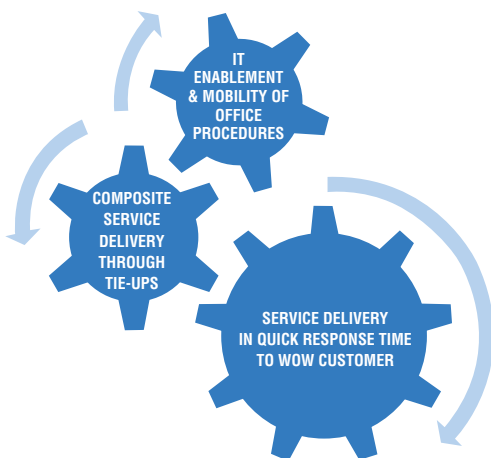 IT
ENABLEMENT
& MOBILITY OF
OFFICE
PROCEDURES
COMPOSITE
SERVICE
DELIVERY
THROUGH
TIE-UPS
SERVICE DELIVERY
IN QUICK RESPONSE TIME
TO WOW CUSTOMER